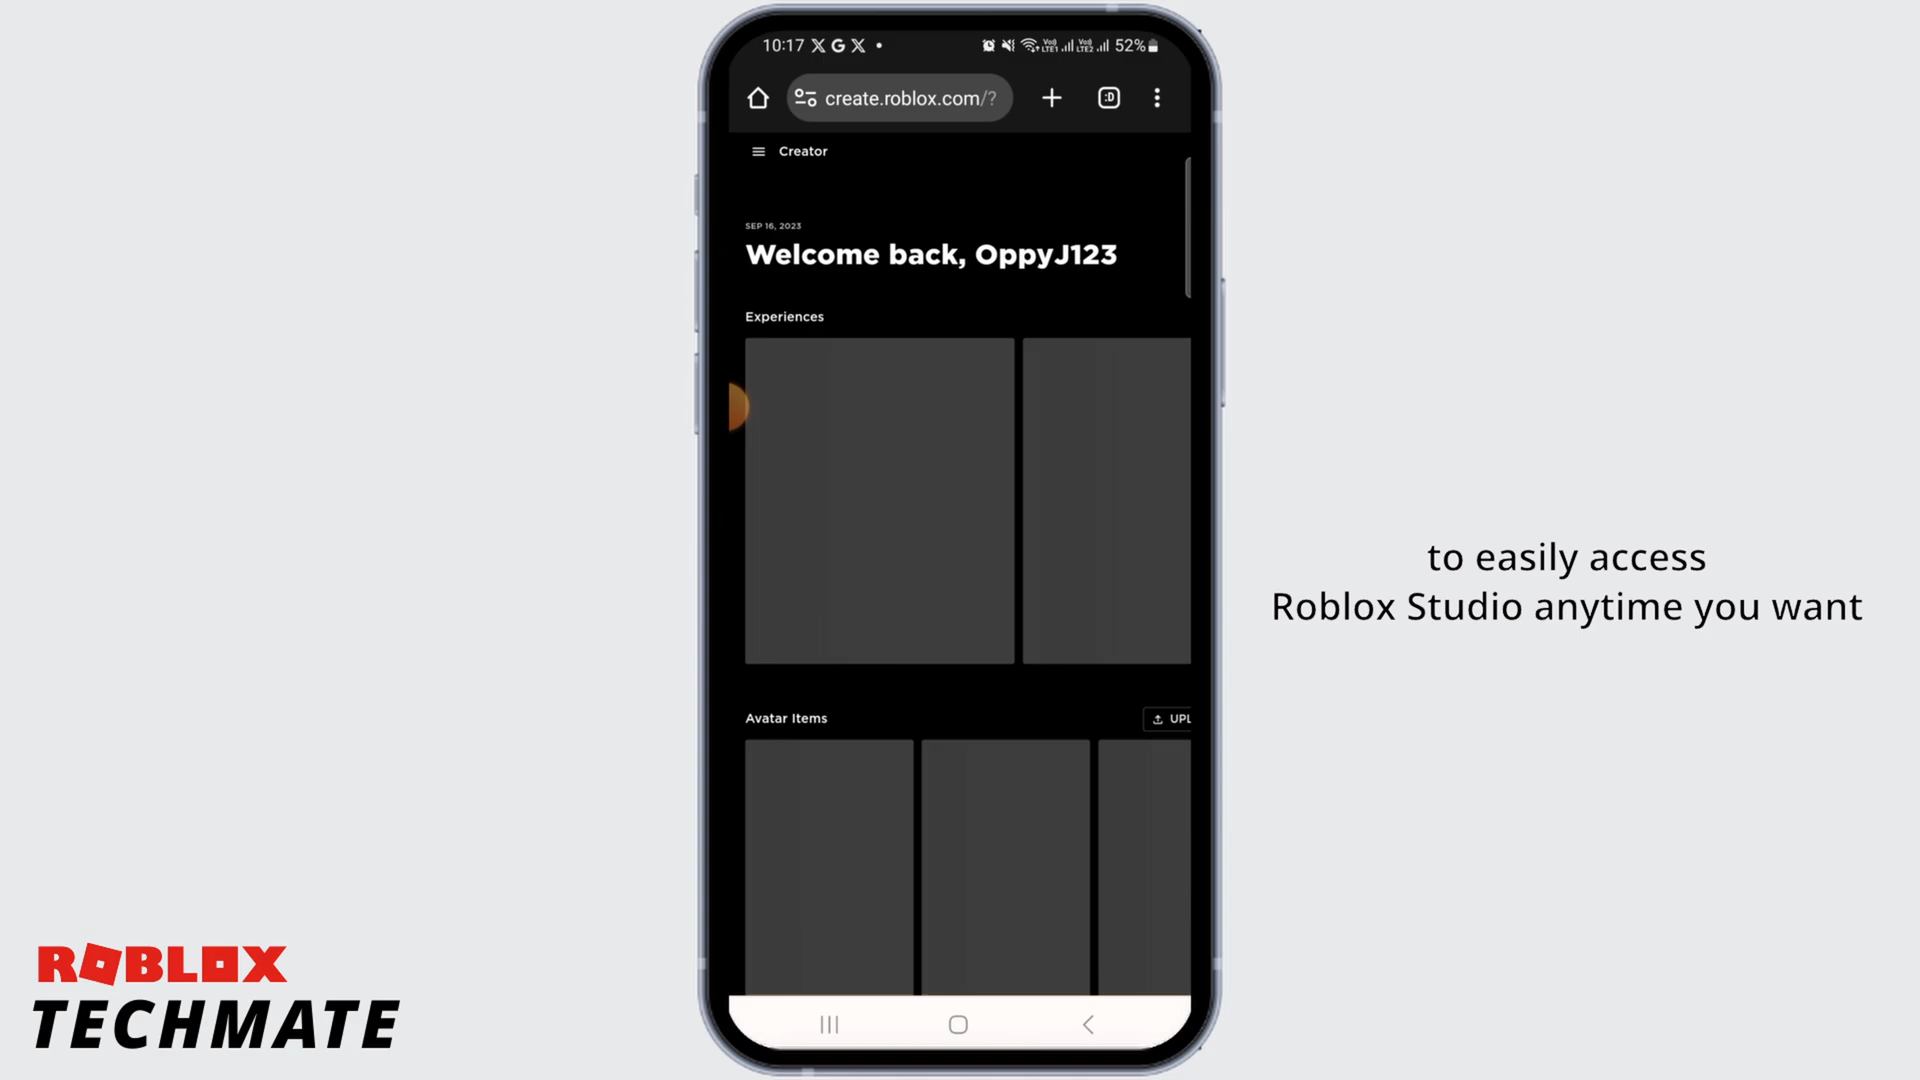 10:17
52%
create.roblox.com/?
:D
Creator
SEP 16, 2023
Welcome back, OppyJ123
Experiences
Avatar Items
UPL
to easily access
Roblox Studio anytime you want
ROBLOX
TECHMATE